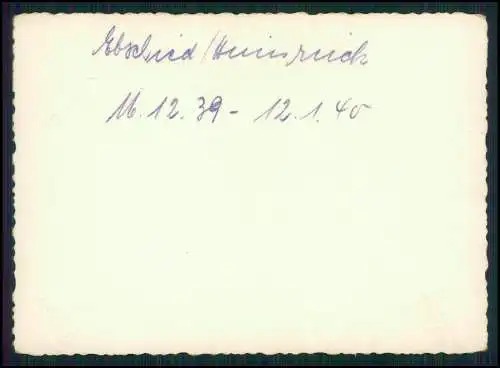 Ebschied/Hunsrück
16.12.39 - 12.1.40